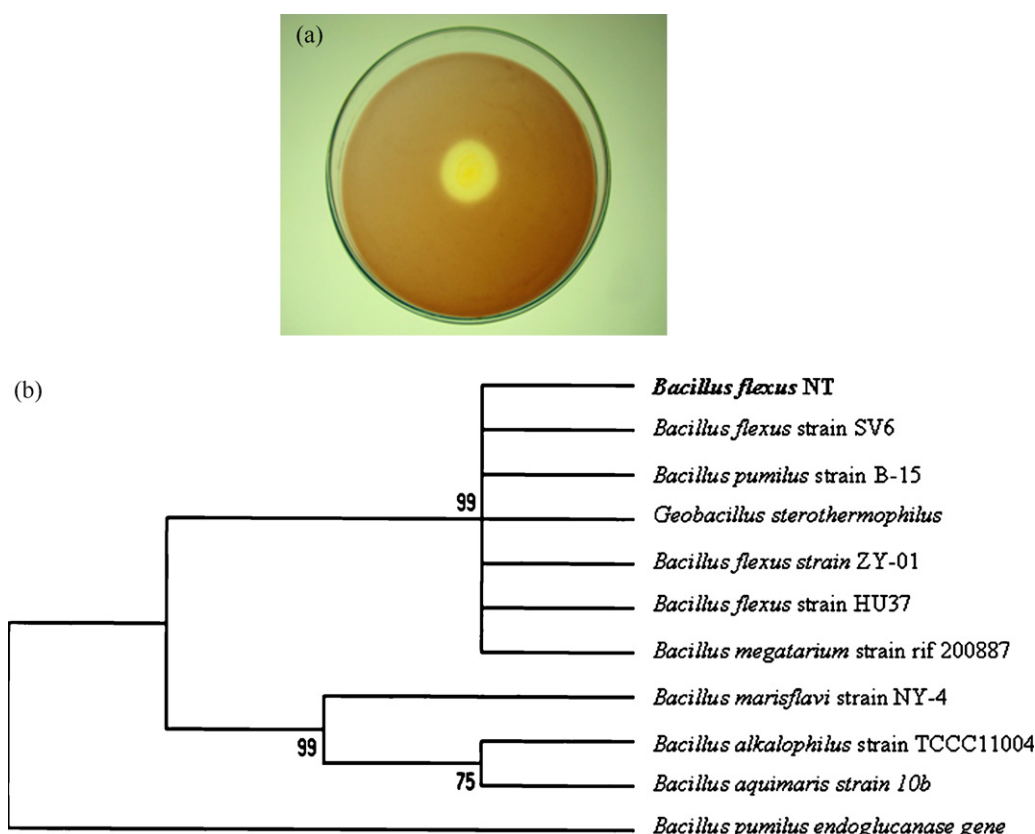 (a)
(b)
Bacillus flexus NT
Bacillus flexus strain SV6
Bacillus pumilus strain B-15
99
Geobacillus sterothermophilus
Bacillus flexus strain ZY-01
Bacillus flexus strain HU37
Bacillus megatarium strain rif 200887
Bacillus marisflavi strain NY-4
99
Bacillus alkalophilus strain TCCC11004
75
Bacillus aquimaris strain 10b
Bacillus pumilus endoglucanase gene